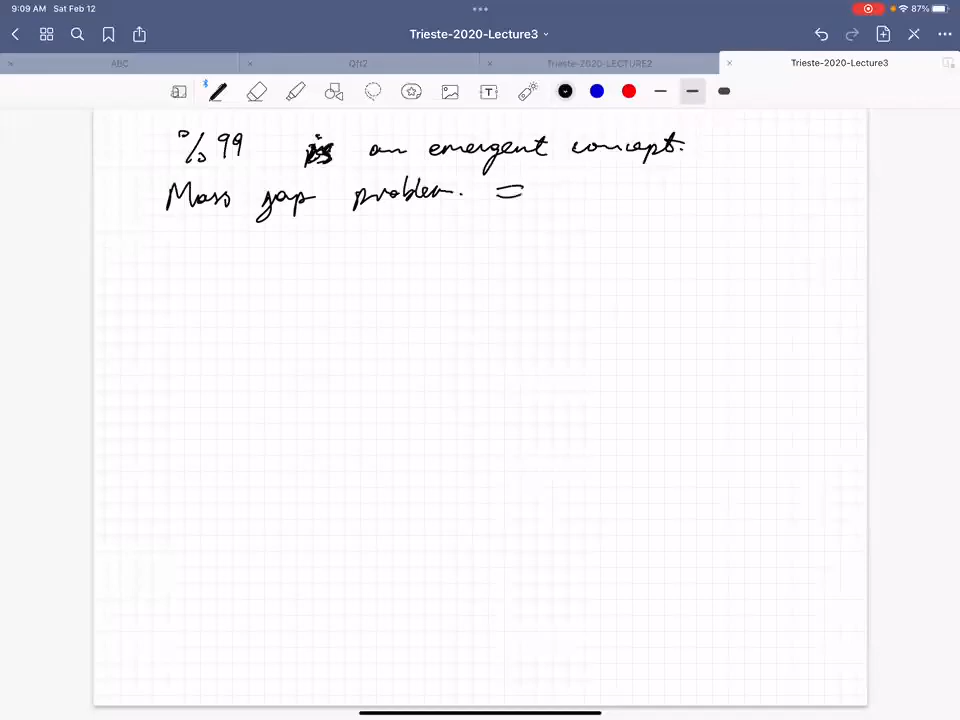 9:09 AM Sat Feb 12
87%
Trieste-2020-Lecture3
ABC
Qft2
Trieste-2020-LECTURE2
Trieste-2020-Lecture3
%99 is an emergent concept.
Mass gap problem. =